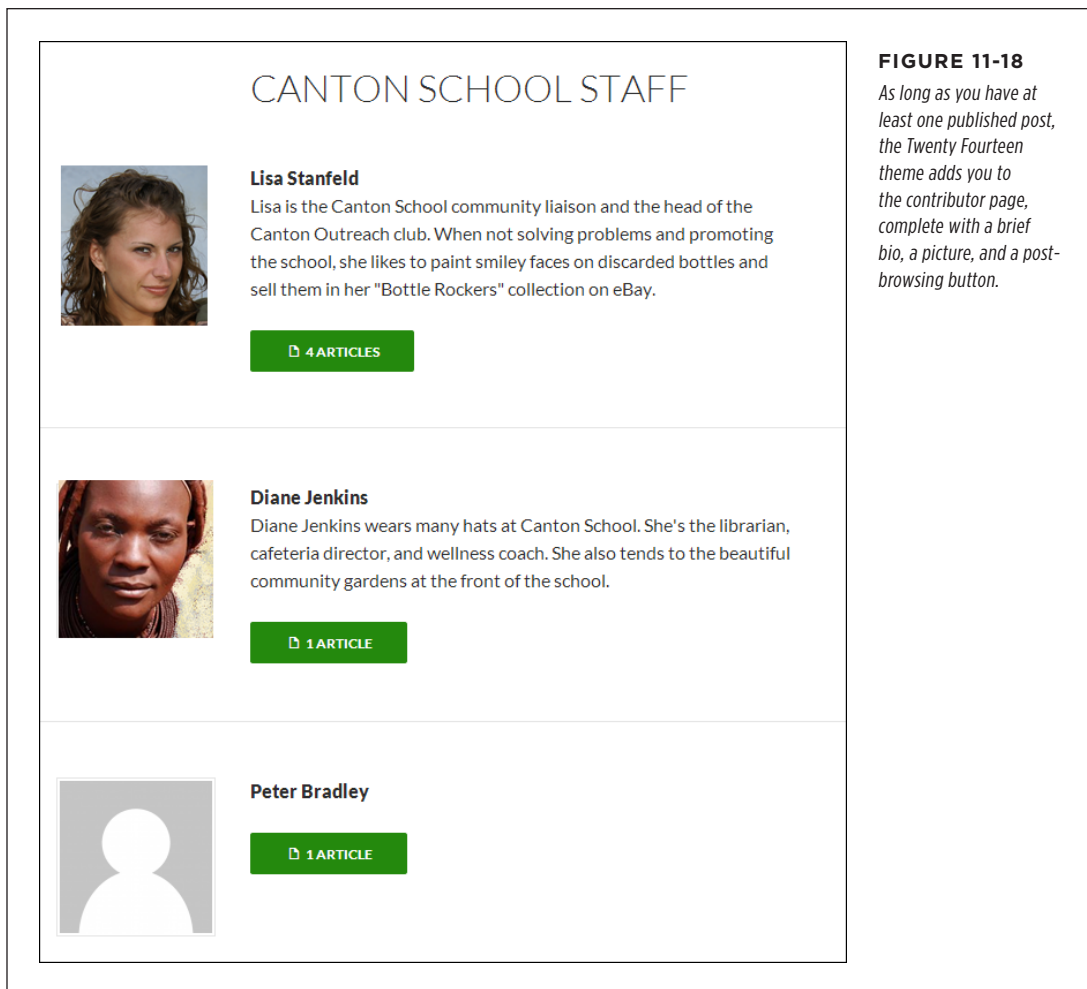 CANTON SCHOOL STAFF
Lisa Stanfeld
Lisa is the Canton School community liaison and the head of the
Canton Outreach club. When not solving problems and promoting
the school, she likes to paint smiley faces on discarded bottles and
sell them in her "Bottle Rockers" collection on eBay.
4 ARTICLES
Diane Jenkins
Diane Jenkins wears many hats at Canton School. She's the librarian,
cafeteria director, and wellness coach. She also tends to the beautiful
community gardens at the front of the school.
1 ARTICLE
Peter Bradley
1 ARTICLE
FIGURE 11-18
As long as you have at
least one published post,
the Twenty Fourteen
theme adds you to
the contributor page,
complete with a brief
bio, a picture, and a post-
browsing button.